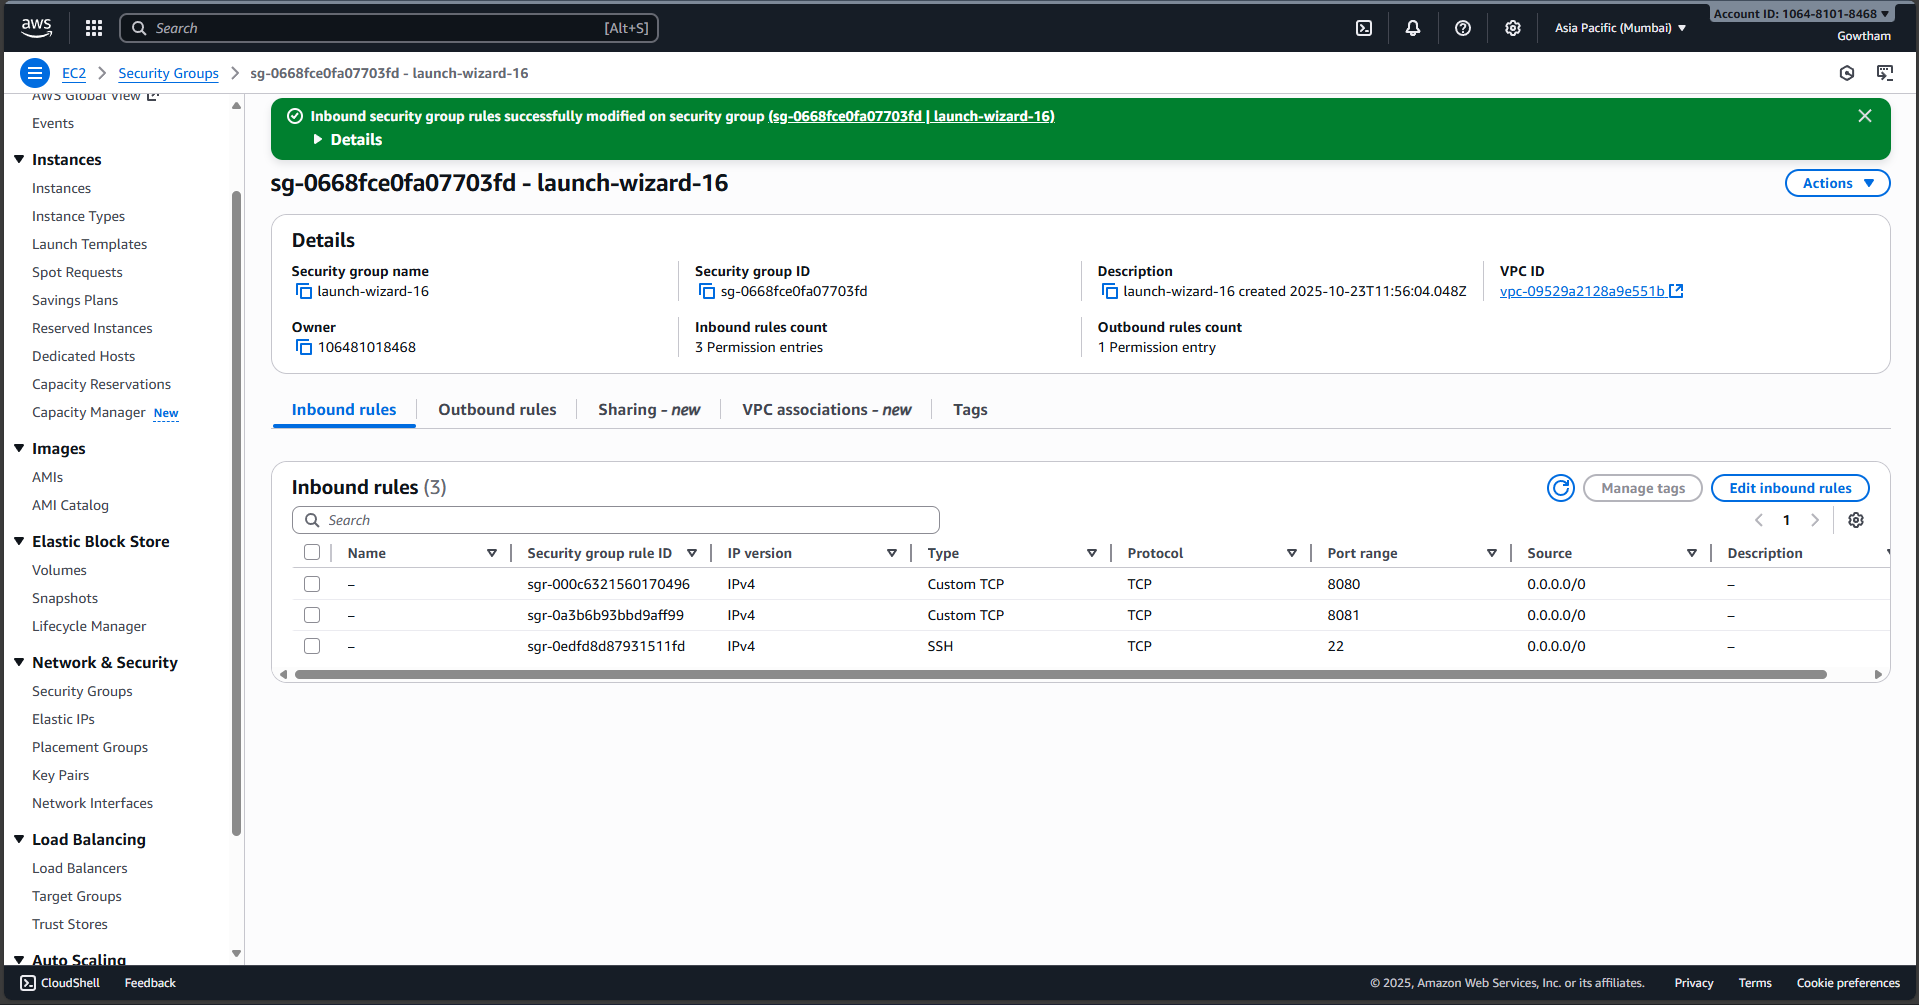 aws
Search [Alt+S]
Asia Pacific (Mumbai)
Account ID: 1064-8101-8468
Gowtham
EC2 Security Groups sg-0668fce0fa07703fd - launch-wizard-16
AWS Global View
Events
Instances
Instances
Instance Types
Launch Templates
Spot Requests
Savings Plans
Reserved Instances
Dedicated Hosts
Capacity Reservations
Capacity Manager New
Images
AMIs
AMI Catalog
Elastic Block Store
Volumes
Snapshots
Lifecycle Manager
Network & Security
Security Groups
Elastic IPs
Placement Groups
Key Pairs
Network Interfaces
Load Balancing
Load Balancers
Target Groups
Trust Stores
Auto Scaling
Inbound security group rules successfully modified on security group (sg-0668fce0fa07703fd | launch-wizard-16)
Details
sg-0668fce0fa07703fd - launch-wizard-16
Actions
Details
Security group name
launch-wizard-16
Security group ID
sg-0668fce0fa07703fd
Description
launch-wizard-16 created 2025-10-23T11:56:04.048Z
VPC ID
vpc-09529a2128a9e551b
Owner
106481018468
Inbound rules count
3 Permission entries
Outbound rules count
1 Permission entry
Inbound rules Outbound rules Sharing - new VPC associations - new Tags
Inbound rules (3)
Manage tags Edit inbound rules
Search
1
Name Security group rule ID IP version Type Protocol Port range Source Description
– sgr-000c6321560170496 IPv4 Custom TCP TCP 8080 0.0.0.0/0 –
– sgr-0a3b6b93bbd9aff99 IPv4 Custom TCP TCP 8081 0.0.0.0/0 –
– sgr-0edfd8d87931511fd IPv4 SSH TCP 22 0.0.0.0/0 –
CloudShell Feedback
© 2025, Amazon Web Services, Inc. or its affiliates. Privacy Terms Cookie preferences